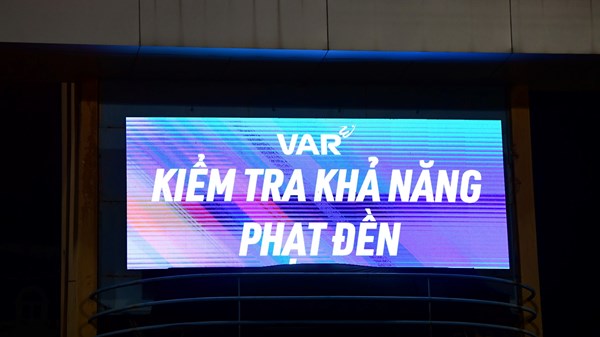 VAR
KIỂM TRA KHẢ NĂNG
PHẠT ĐỀN